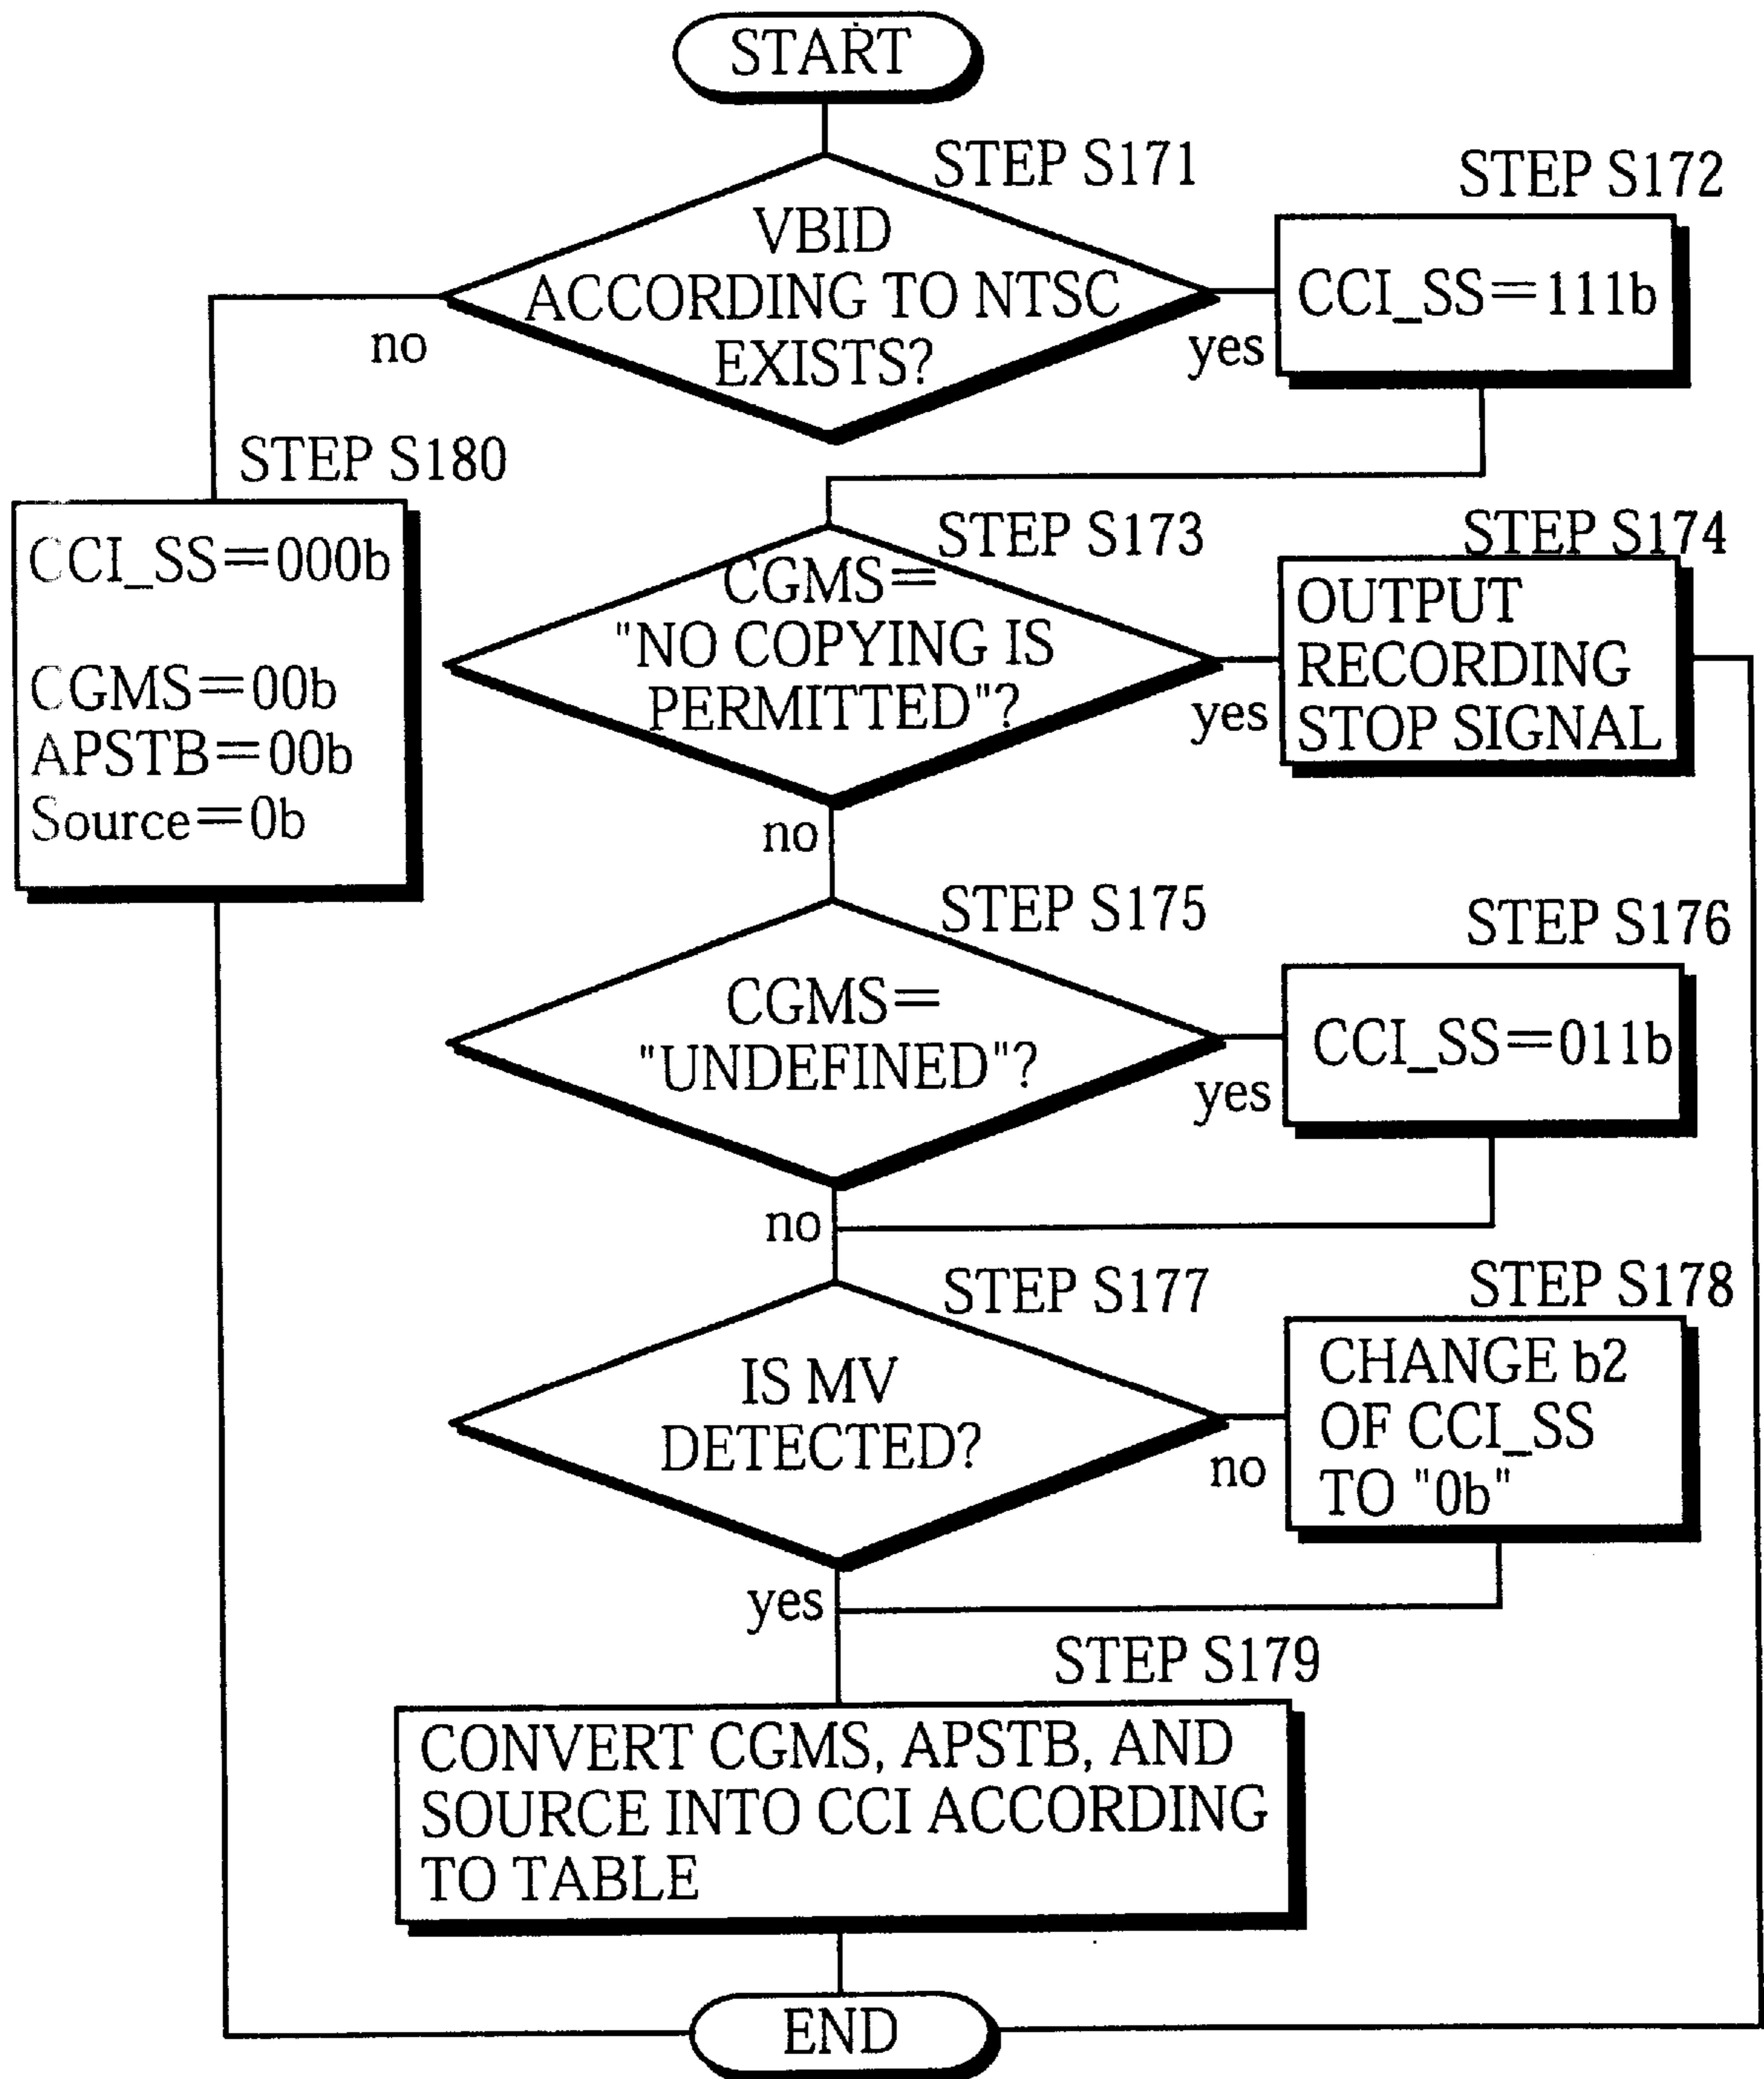 START
STEP S171
VBID
ACCORDING TO NTSC
EXISTS?
no
yes
STEP S172
CCI_SS=111b
STEP S180
CCI_SS=000b
CGMS=00b
APSTB=00b
Source=0b
STEP S173
CGMS=
"NO COPYING IS
PERMITTED"?
yes
no
STEP S174
OUTPUT
RECORDING
STOP SIGNAL
STEP S175
CGMS=
"UNDEFINED"?
yes
no
STEP S176
CCI_SS=011b
STEP S177
IS MV
DETECTED?
no
yes
STEP S178
CHANGE b2
OF CCI_SS
TO "0b"
STEP S179
CONVERT CGMS, APSTB, AND
SOURCE INTO CCI ACCORDING
TO TABLE
END